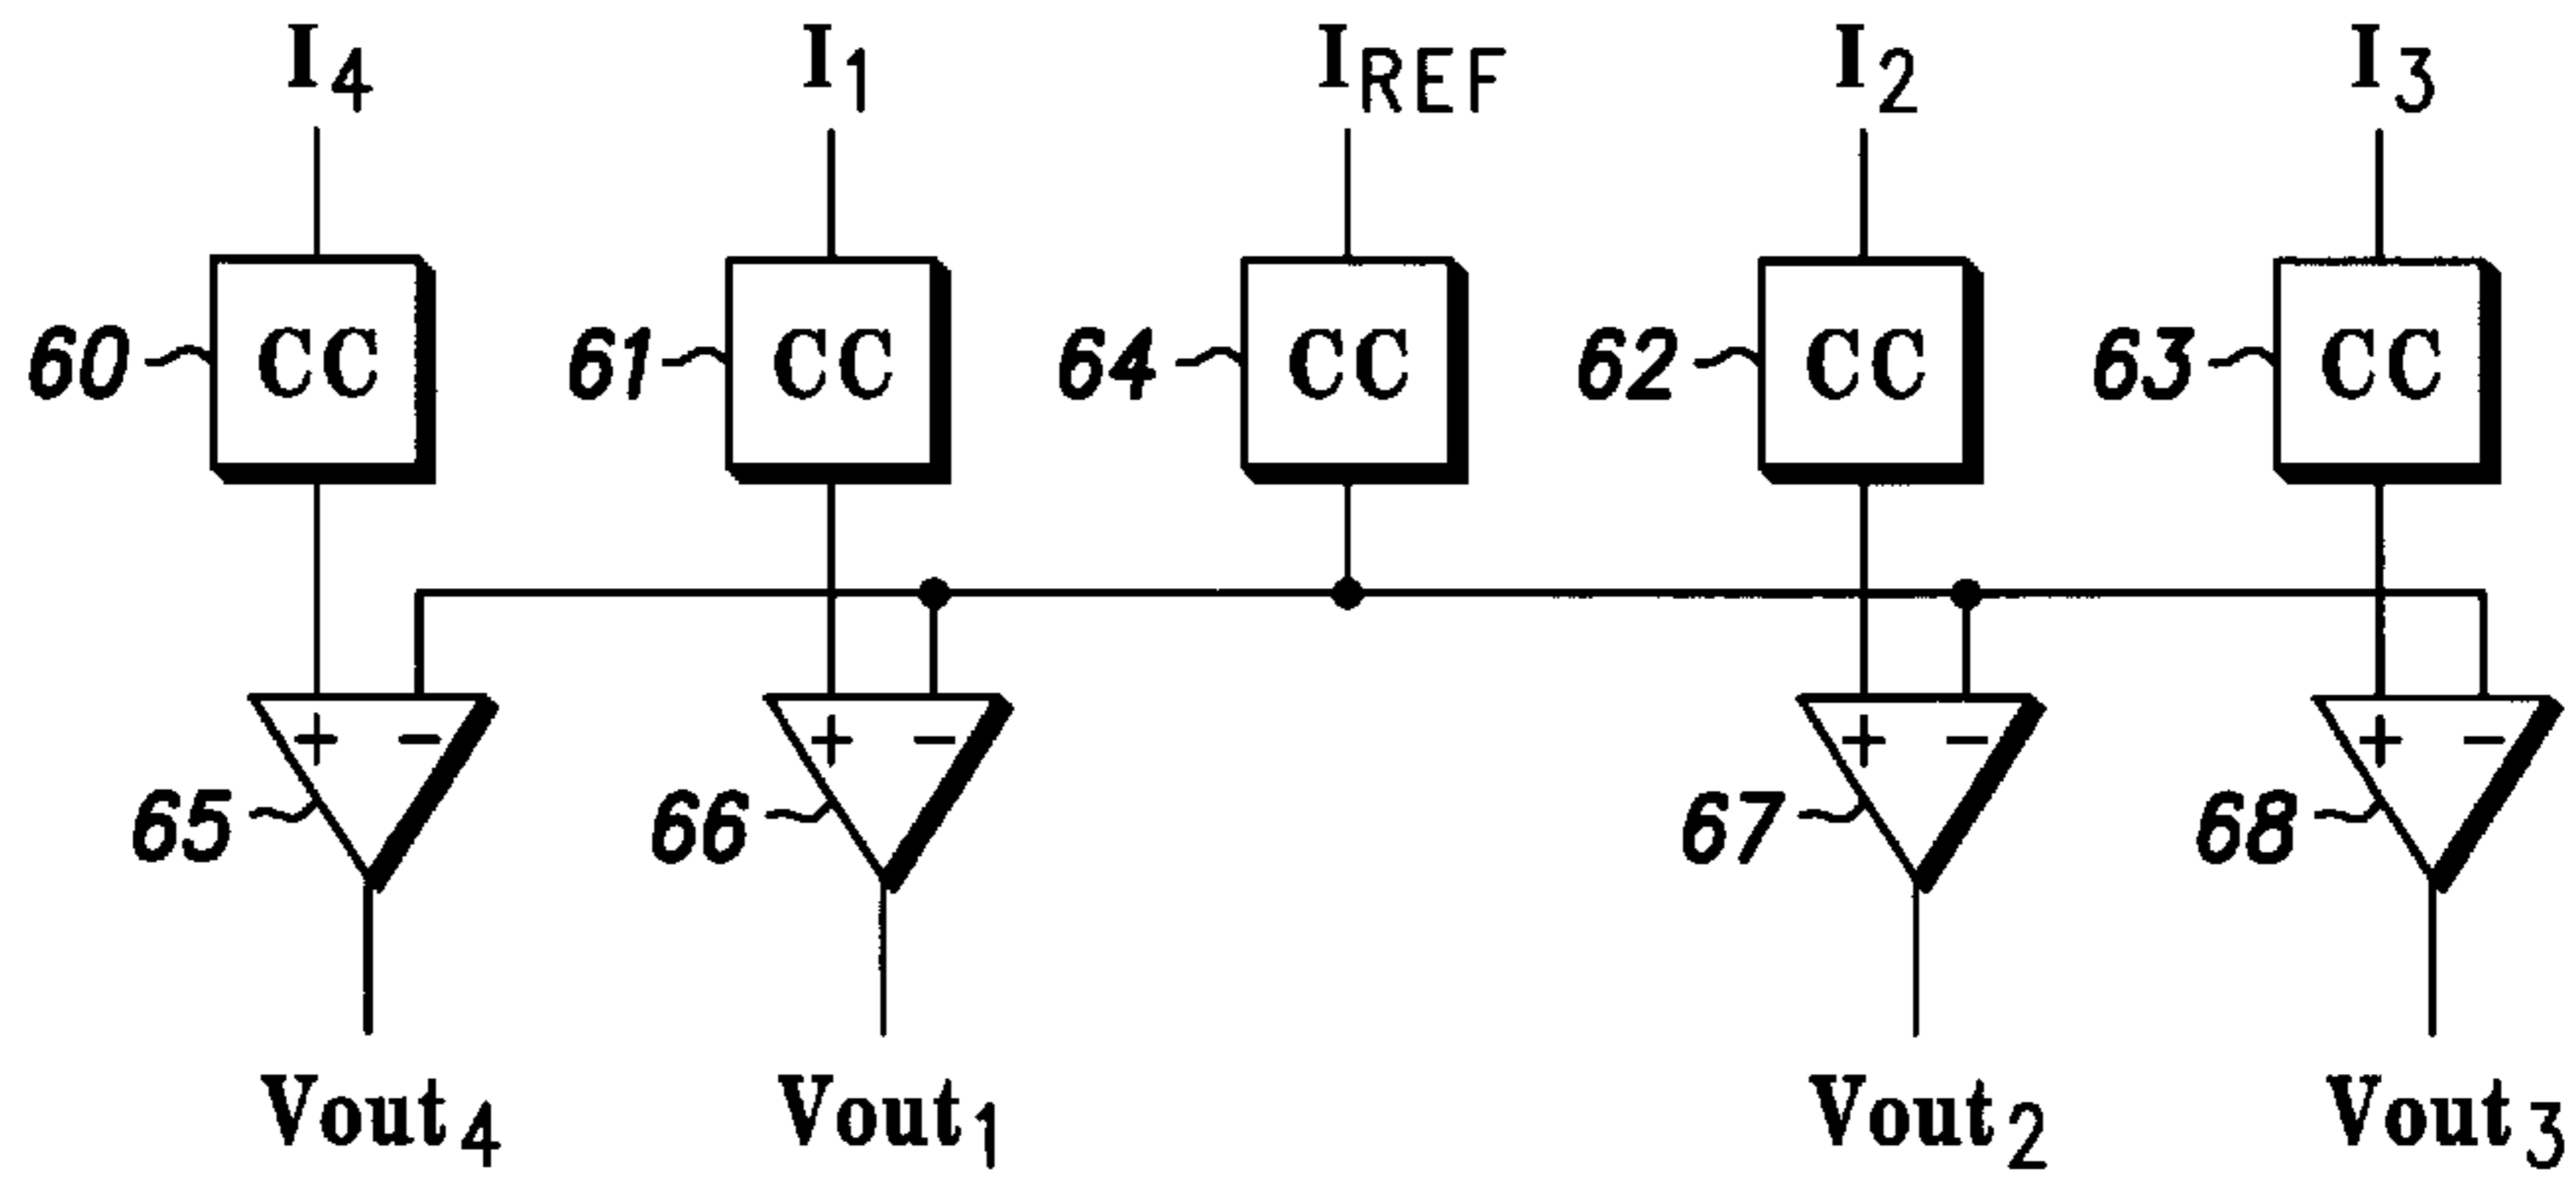 I4 I1 IREF I2 I3
60 CC 61 CC 64 CC 62 CC 63 CC
+ - + - + - + -
65 66 67 68
Vout4 Vout1 Vout2 Vout3